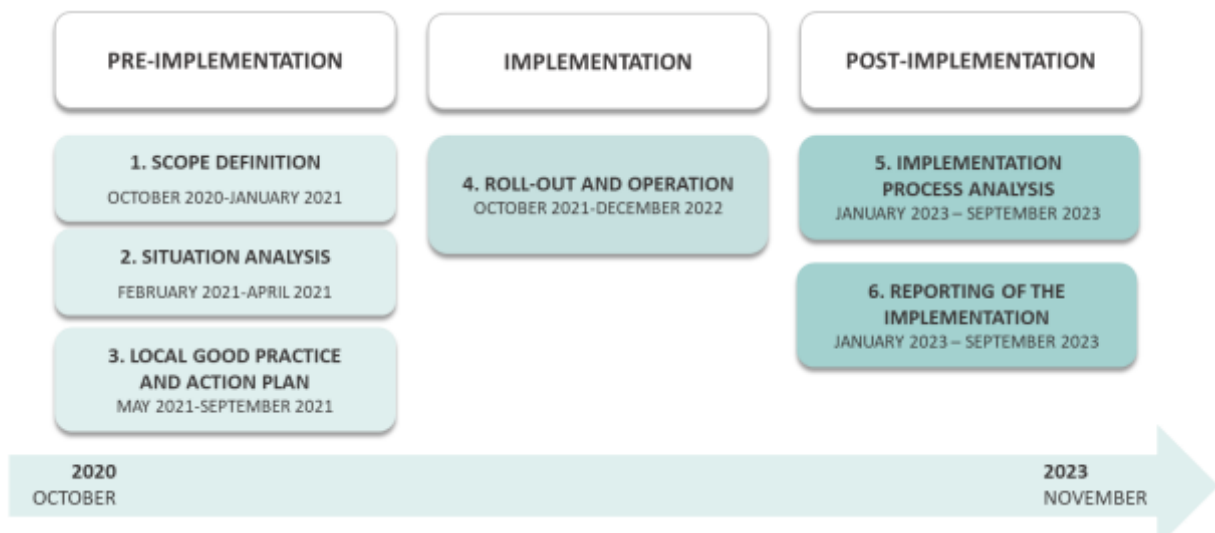 PRE-IMPLEMENTATION
IMPLEMENTATION
POST-IMPLEMENTATION
1. SCOPE DEFINITION
OCTOBER 2020-JANUARY 2021
2. SITUATION ANALYSIS
FEBRUARY 2021-APRIL 2021
3. LOCAL GOOD PRACTICE
AND ACTION PLAN
MAY 2021-SEPTEMBER 2021
4. ROLL-OUT AND OPERATION
OCTOBER 2021-DECEMBER 2022
5. IMPLEMENTATION
PROCESS ANALYSIS
JANUARY 2023 – SEPTEMBER 2023
6. REPORTING OF THE
IMPLEMENTATION
JANUARY 2023 – SEPTEMBER 2023
2020
OCTOBER
2023
NOVEMBER